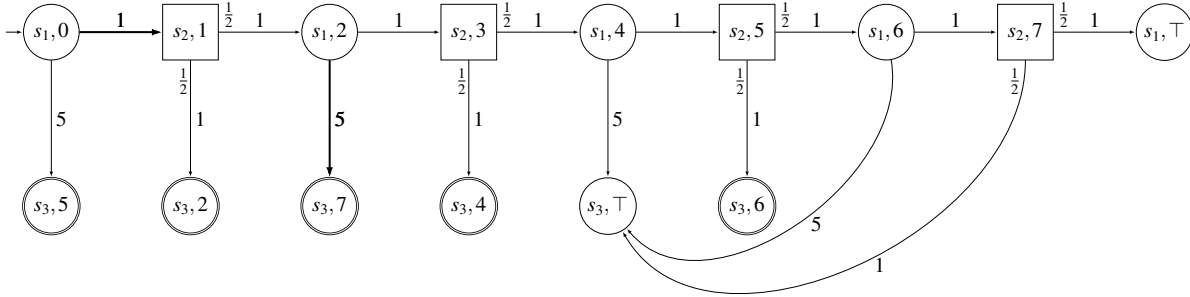 1 1/2 1 1 1/2 1 1 1/2 1 1 1/2 1
s₁,0 s₂,1 s₁,2 s₂,3 s₁,4 s₂,5 s₁,6 s₂,7 s₁,⊤
1/2 1/2 1/2 1/2
5 1 5 1 5 1
s₃,5 s₃,2 s₃,7 s₃,4 s₃,⊤ s₃,6
5
1